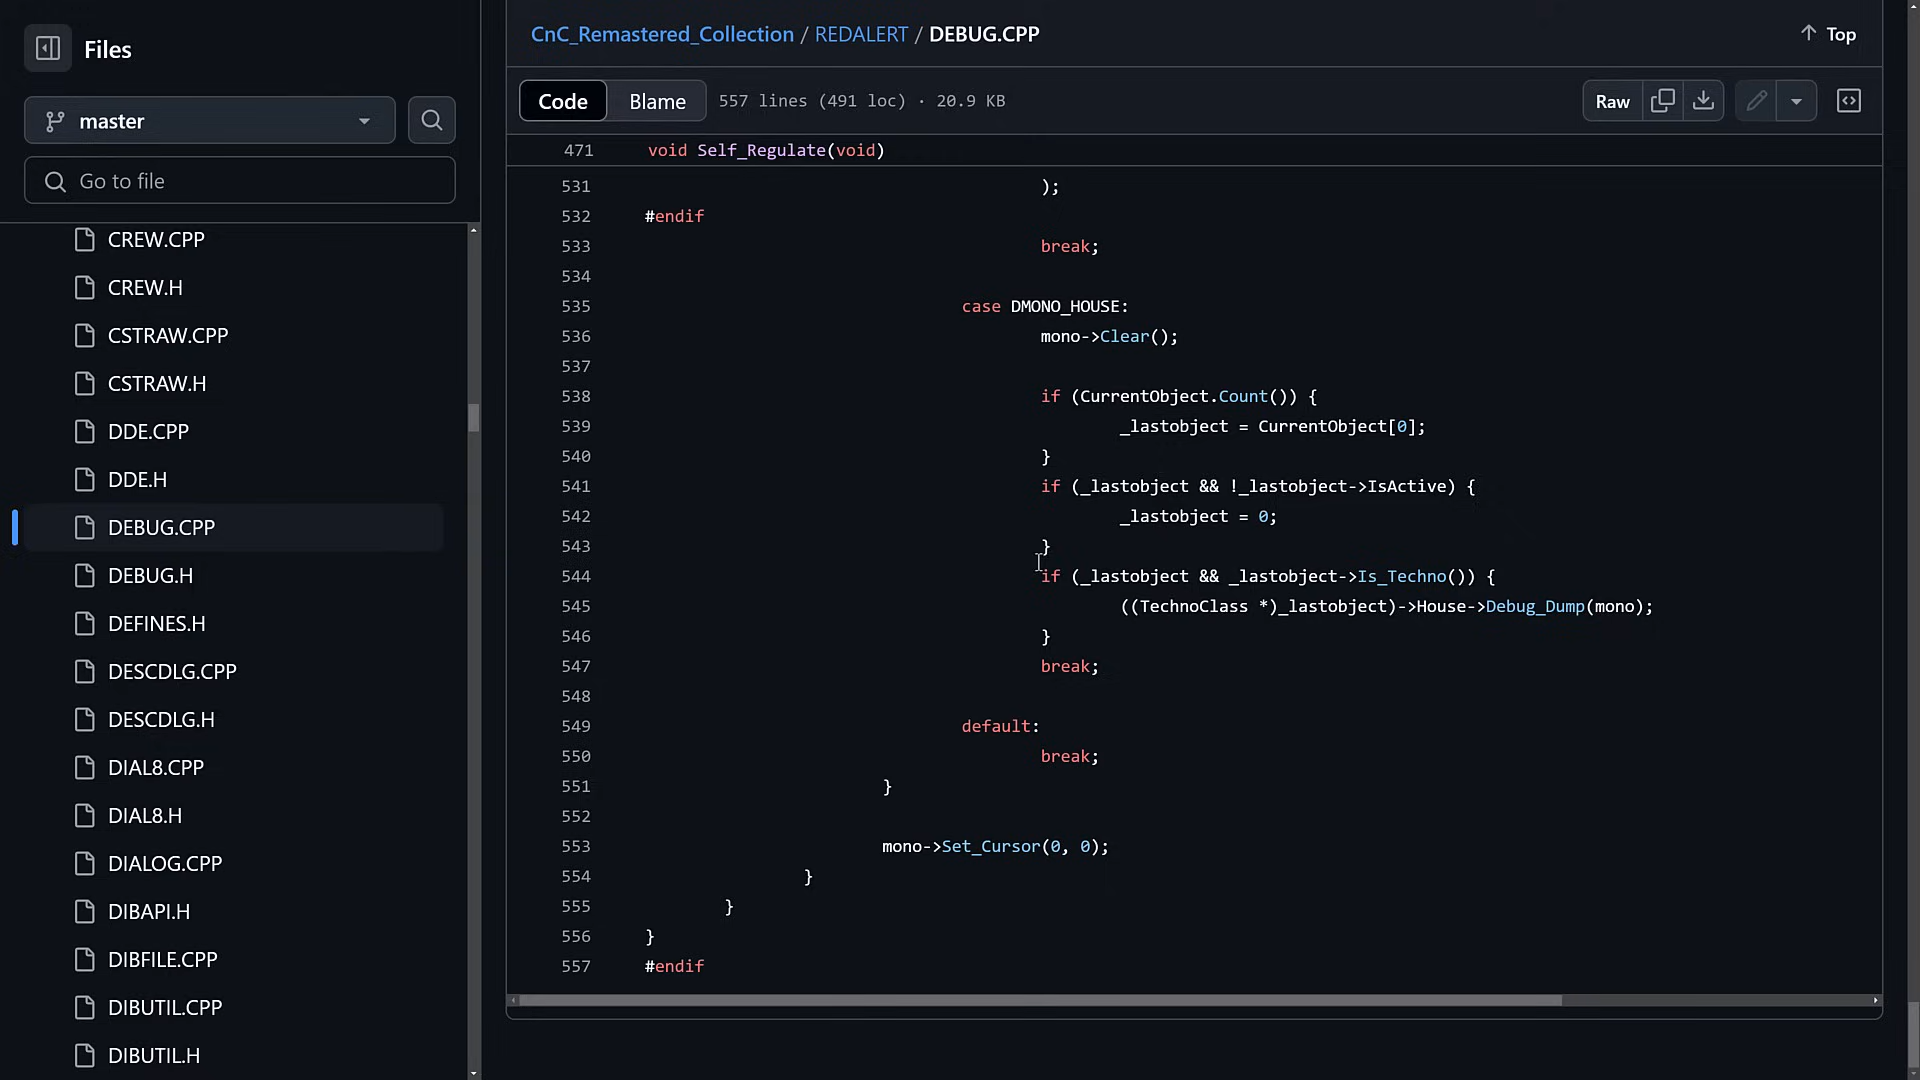 Files
master
Go to file
CREW.CPP
CREW.H
CSTRAW.CPP
CSTRAW.H
DDE.CPP
DDE.H
DEBUG.CPP
DEBUG.H
DEFINES.H
DESCDLG.CPP
DESCDLG.H
DIAL8.CPP
DIAL8.H
DIALOG.CPP
DIBAPI.H
DIBFILE.CPP
DIBUTIL.CPP
DIBUTIL.H
CnC_Remastered_Collection / REDALERT / DEBUG.CPP
Top
Code Blame 557 lines (491 loc) · 20.9 KB Raw
471 void Self_Regulate(void)
531 );
532 #endif
533 break;
534
535 case DMONO_HOUSE:
536 mono->Clear();
537
538 if (CurrentObject.Count()) {
539 _lastobject = CurrentObject[0];
540 }
541 if (_lastobject && !_lastobject->IsActive) {
542 _lastobject = 0;
543 }
544 if (_lastobject && _lastobject->Is_Techno()) {
545 ((TechnoClass *)_lastobject)->House->Debug_Dump(mono);
546 }
547 break;
548
549 default:
550 break;
551 }
552
553 mono->Set_Cursor(0, 0);
554 }
555 }
556 }
557 #endif